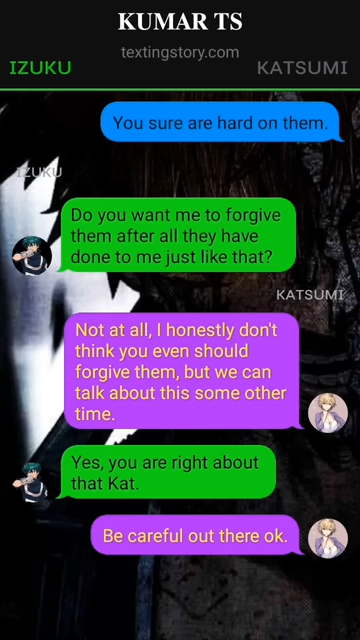 KUMAR TS
textingstory.com
IZUKU
KATSUMI
You sure are hard on them.
IZUKU
Do you want me to forgive
them after all they have
done to me just like that?
KATSUMI
Not at all, I honestly don't
think you even should
forgive them, but we can
talk about this some other
time.
Yes, you are right about
that Kat.
Be careful out there ok.